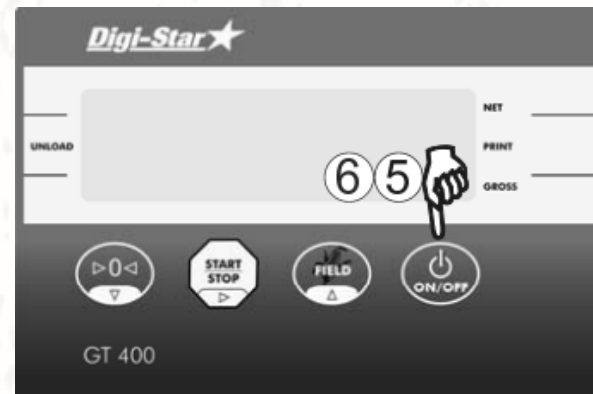 Digi-Star
NET
UNLOAD
PRINT
6 5
GROSS
▷0◁
START
STOP
FIELD
ON/OFF
GT 400